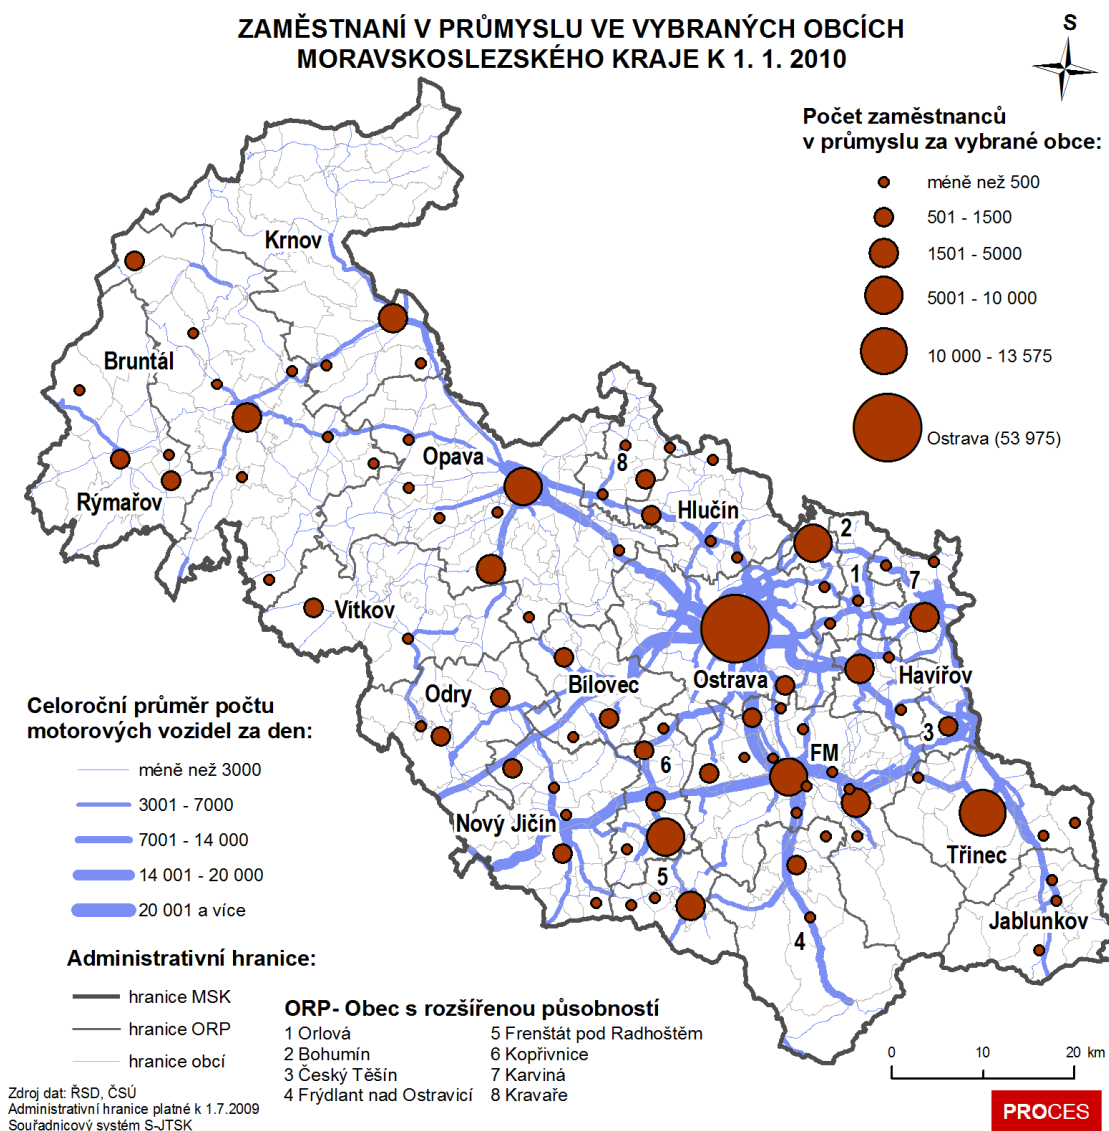 ZAMĚSTNANÍ V PRŮMYSLU VE VYBRANÝCH OBCÍCH
MORAVSKOSLEZSKÉHO KRAJE K 1. 1. 2010
S
Počet zaměstnanců
v průmyslu za vybrané obce:
méně než 500
501 - 1500
1501 - 5000
5001 - 10 000
10 000 - 13 575
Ostrava (53 975)
Krnov
Bruntál
Rýmařov
Opava
8
Hlučín
2
1
7
Vítkov
Odry
Bílovec
Ostrava
Havířov
3
6
FM
Nový Jičín
5
Třinec
4
Jablunkov
Celoroční průměr počtu
motorových vozidel za den:
méně než 3000
3001 - 7000
7001 - 14 000
14 001 - 20 000
20 001 a více
Administrativní hranice:
hranice MSK
hranice ORP
hranice obcí
ORP- Obec s rozšířenou působností
1 Orlová
2 Bohumín
3 Český Těšín
4 Frýdlant nad Ostravicí
5 Frenštát pod Radhoštěm
6 Kopřivnice
7 Karviná
8 Kravaře
0 10 20 km
Zdroj dat: ŘSD, ČSÚ
Administrativní hranice platné k 1.7.2009
Souřadnicový systém S-JTSK
PROCES